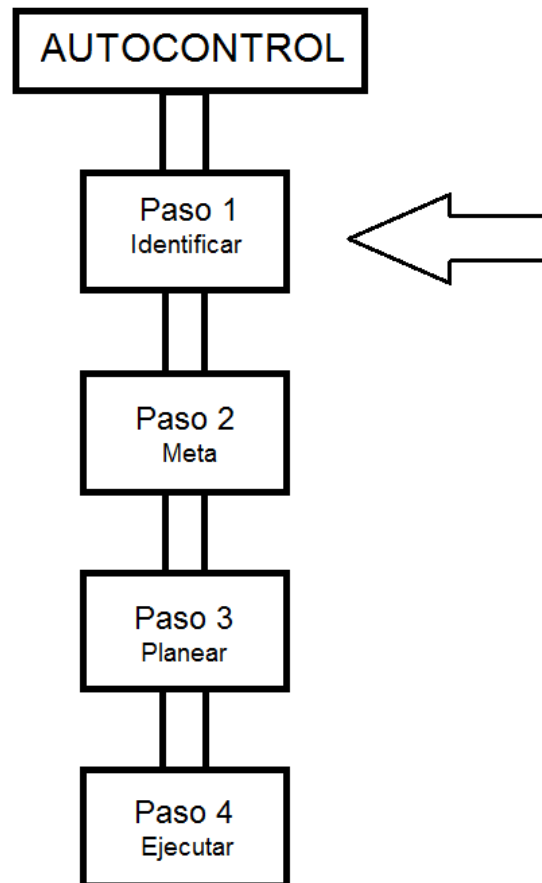 AUTOCONTROL
Paso 1
Identificar
Paso 2
Meta
Paso 3
Planear
Paso 4
Ejecutar